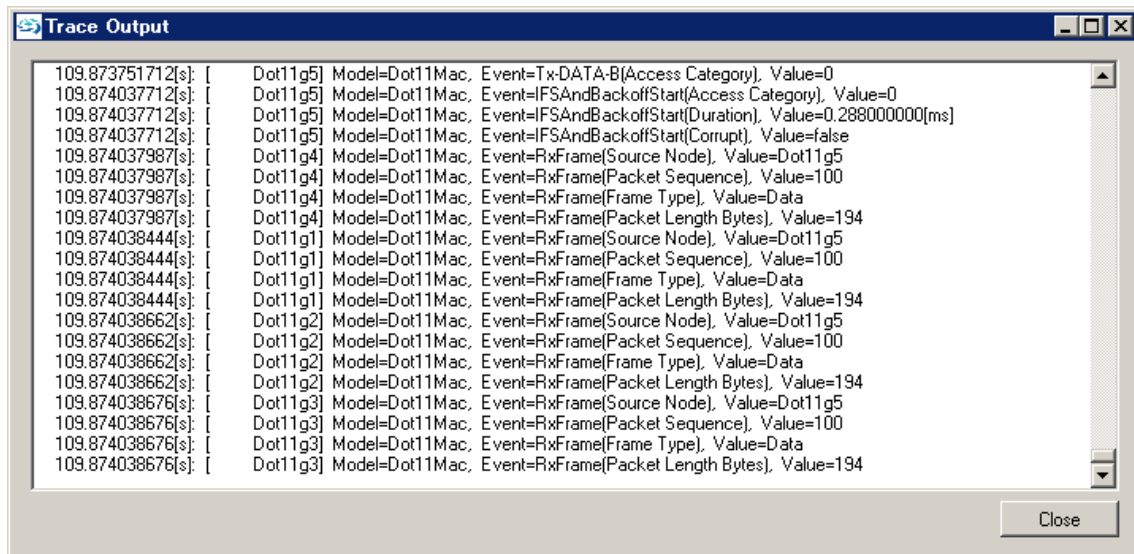 Trace Output
109.873751712[s]: [ Dot11g5] Model=Dot11Mac, Event=Tx-DATA-B(Access Category), Value=0
109.874037712[s]: [ Dot11g5] Model=Dot11Mac, Event=IFSAndBackoffStart(Access Category), Value=0
109.874037712[s]: [ Dot11g5] Model=Dot11Mac, Event=IFSAndBackoffStart(Duration), Value=0.288000000[ms]
109.874037712[s]: [ Dot11g5] Model=Dot11Mac, Event=IFSAndBackoffStart(Corrupt), Value=false
109.874037987[s]: [ Dot11g4] Model=Dot11Mac, Event=RxFrame(Source Node), Value=Dot11g5
109.874037987[s]: [ Dot11g4] Model=Dot11Mac, Event=RxFrame(Packet Sequence), Value=100
109.874037987[s]: [ Dot11g4] Model=Dot11Mac, Event=RxFrame(Frame Type), Value=Data
109.874037987[s]: [ Dot11g4] Model=Dot11Mac, Event=RxFrame(Packet Length Bytes), Value=194
109.874038444[s]: [ Dot11g1] Model=Dot11Mac, Event=RxFrame(Source Node), Value=Dot11g5
109.874038444[s]: [ Dot11g1] Model=Dot11Mac, Event=RxFrame(Packet Sequence), Value=100
109.874038444[s]: [ Dot11g1] Model=Dot11Mac, Event=RxFrame(Frame Type), Value=Data
109.874038444[s]: [ Dot11g1] Model=Dot11Mac, Event=RxFrame(Packet Length Bytes), Value=194
109.874038662[s]: [ Dot11g2] Model=Dot11Mac, Event=RxFrame(Source Node), Value=Dot11g5
109.874038662[s]: [ Dot11g2] Model=Dot11Mac, Event=RxFrame(Packet Sequence), Value=100
109.874038662[s]: [ Dot11g2] Model=Dot11Mac, Event=RxFrame(Frame Type), Value=Data
109.874038662[s]: [ Dot11g2] Model=Dot11Mac, Event=RxFrame(Packet Length Bytes), Value=194
109.874038676[s]: [ Dot11g3] Model=Dot11Mac, Event=RxFrame(Source Node), Value=Dot11g5
109.874038676[s]: [ Dot11g3] Model=Dot11Mac, Event=RxFrame(Packet Sequence), Value=100
109.874038676[s]: [ Dot11g3] Model=Dot11Mac, Event=RxFrame(Frame Type), Value=Data
109.874038676[s]: [ Dot11g3] Model=Dot11Mac, Event=RxFrame(Packet Length Bytes), Value=194
Close